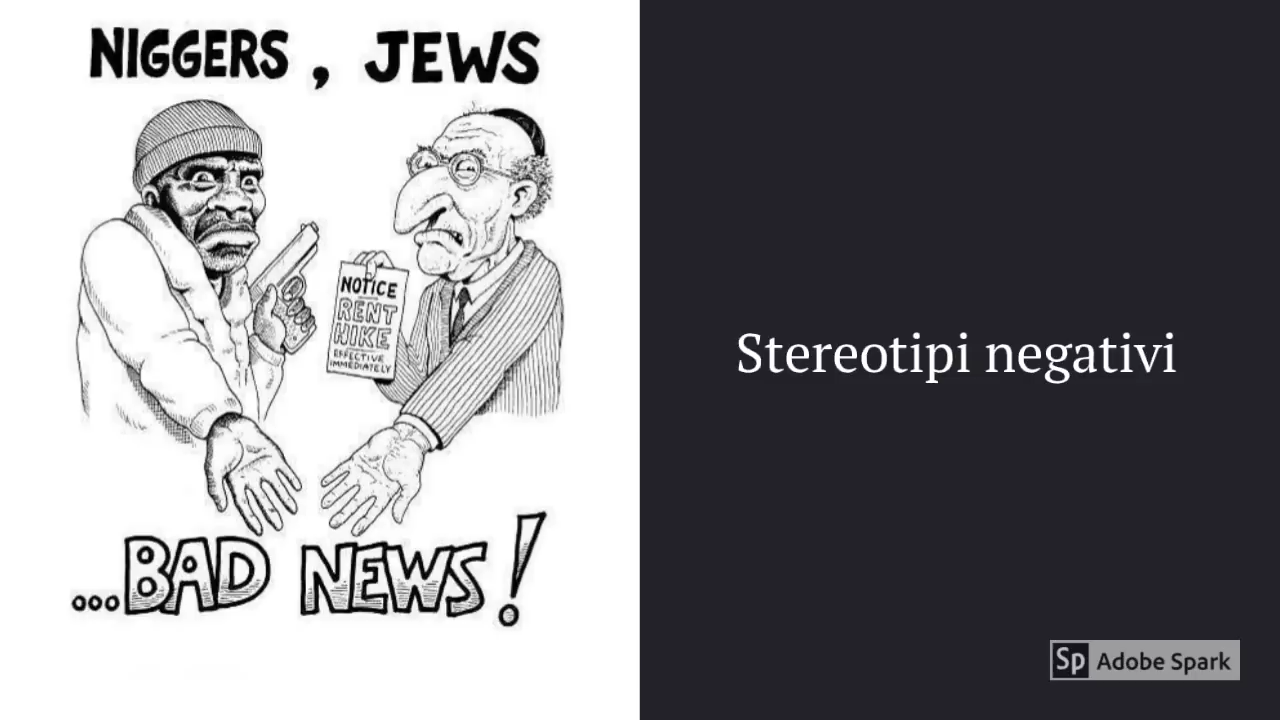 NIGGERS, JEWS
NOTICE
RENT
HIKE
EFFECTIVE
IMMEDIATELY
...BAD NEWS!
Stereotipi negativi
Sp Adobe Spark